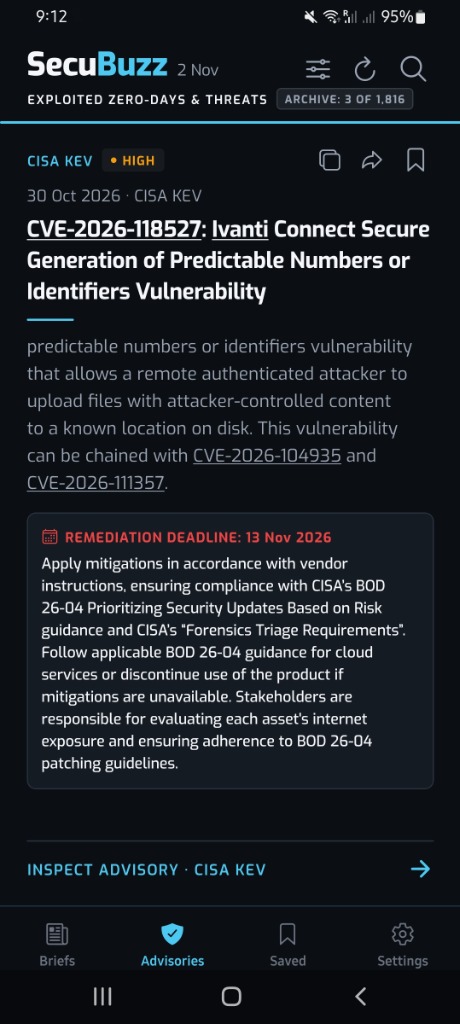 9:12
R
95%
SecuBuzz 2 Nov
EXPLOITED ZERO-DAYS & THREATS ARCHIVE: 3 OF 1,816
CISA KEV • HIGH
30 Oct 2026 · CISA KEV
CVE-2026-118527: Ivanti Connect Secure
Generation of Predictable Numbers or
Identifiers Vulnerability
predictable numbers or identifiers vulnerability
that allows a remote authenticated attacker to
upload files with attacker-controlled content
to a known location on disk. This vulnerability
can be chained with CVE-2026-104935 and
CVE-2026-111357.
REMEDIATION DEADLINE: 13 Nov 2026
Apply mitigations in accordance with vendor
instructions, ensuring compliance with CISA's BOD
26-04 Prioritizing Security Updates Based on Risk
guidance and CISA's "Forensics Triage Requirements".
Follow applicable BOD 26-04 guidance for cloud
services or discontinue use of the product if
mitigations are unavailable. Stakeholders are
responsible for evaluating each asset's internet
exposure and ensuring adherence to BOD 26-04
patching guidelines.
INSPECT ADVISORY · CISA KEV
Briefs Advisories Saved Settings